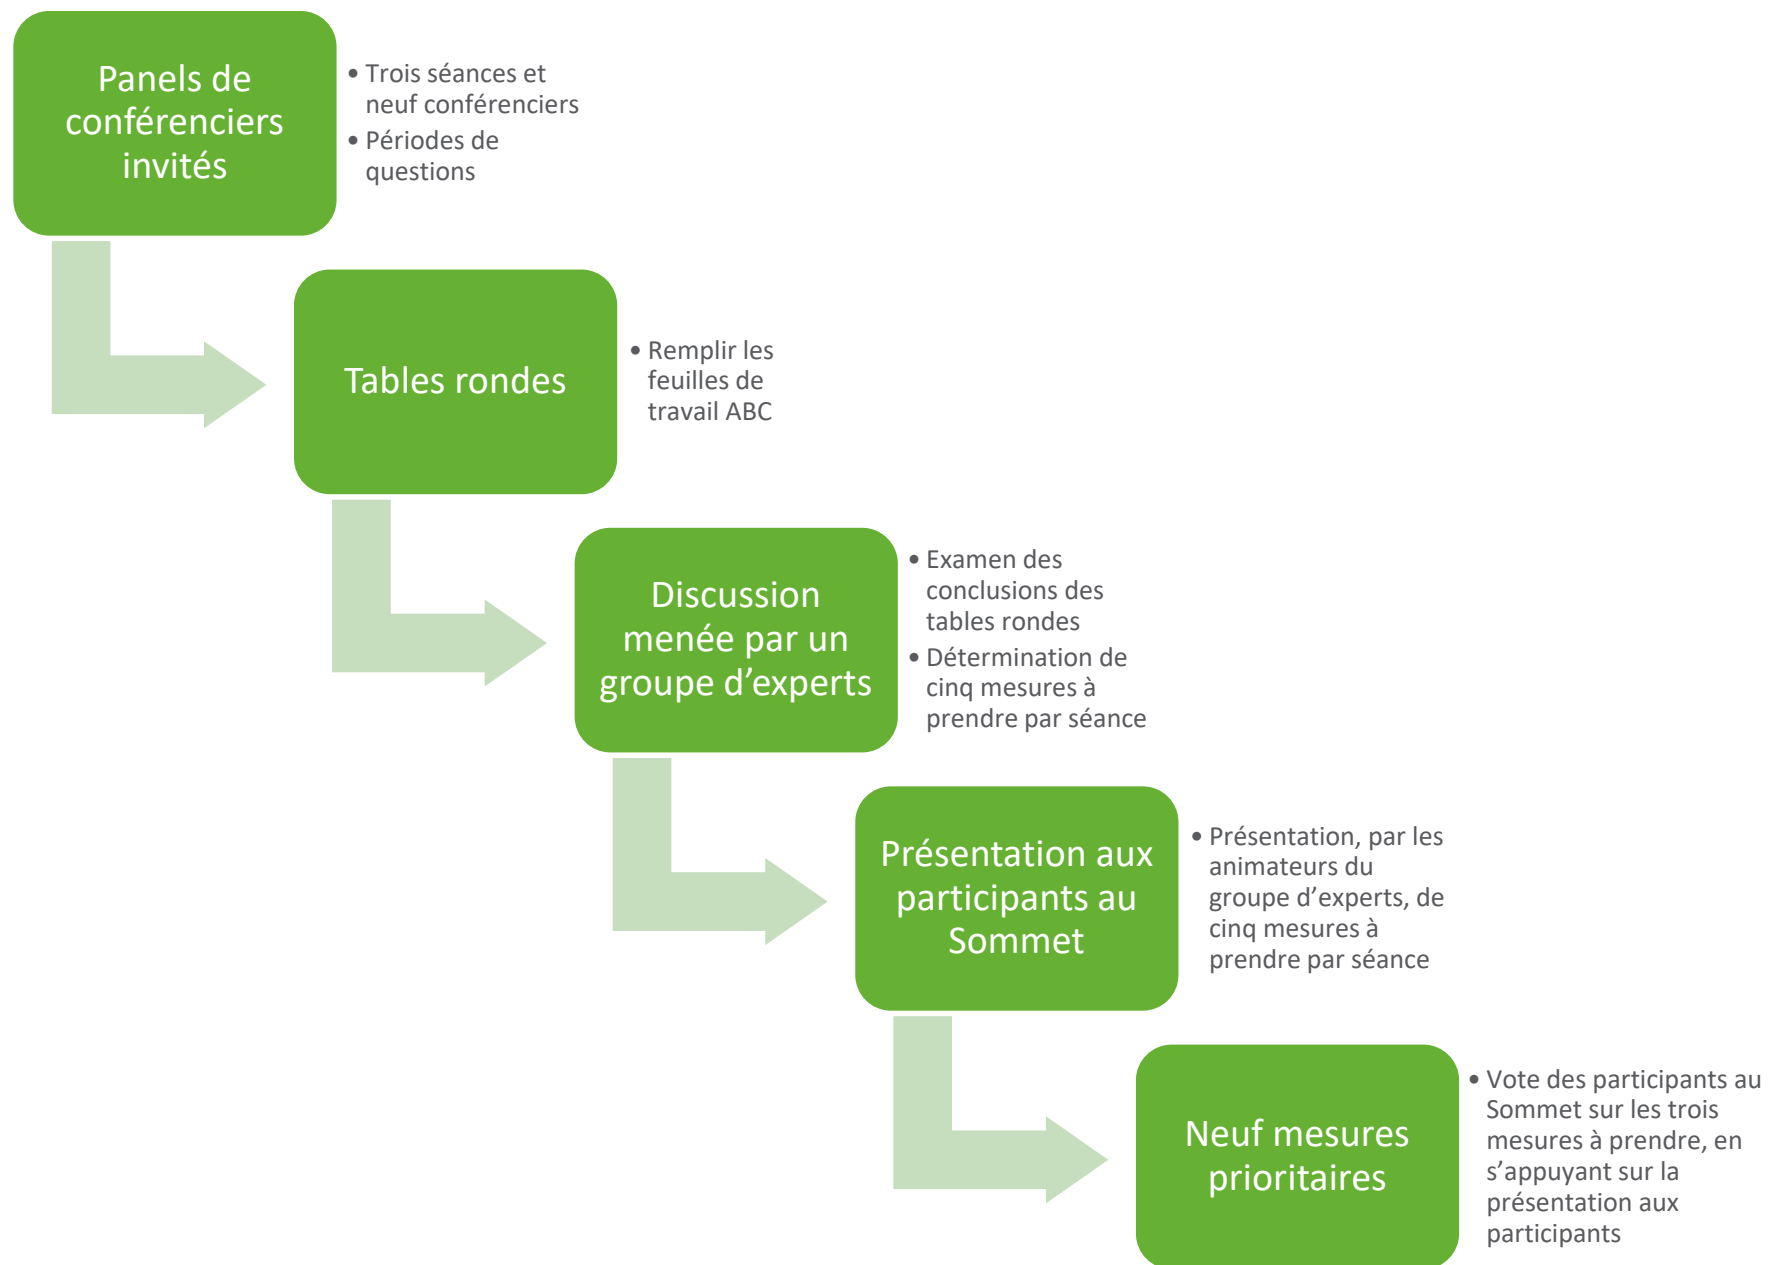 Panels de
conférenciers
invités
• Trois séances et
neuf conférenciers
• Périodes de
questions
Tables rondes
• Remplir les
feuilles de
travail ABC
Discussion
menée par un
groupe d’experts
• Examen des
conclusions des
tables rondes
• Détermination de
cinq mesures à
prendre par séance
Présentation aux
participants au
Sommet
• Présentation, par les
animateurs du
groupe d’experts, de
cinq mesures à
prendre par séance
Neuf mesures
prioritaires
• Vote des participants au
Sommet sur les trois
mesures à prendre, en
s’appuyant sur la
présentation aux
participants